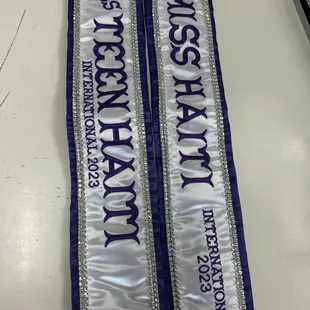 S TEEN HAITI
INTERNATIONAL 2023
MISS HAITI
INTERNATIONAL
2023